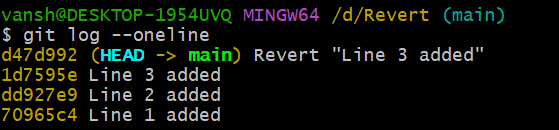 vansh@DESKTOP-1954UVQ MINGW64 /d/Revert (main)
$ git log --oneline
d47d992 (HEAD -> main) Revert "Line 3 added"
1d7595e Line 3 added
dd927e9 Line 2 added
70965c4 Line 1 added